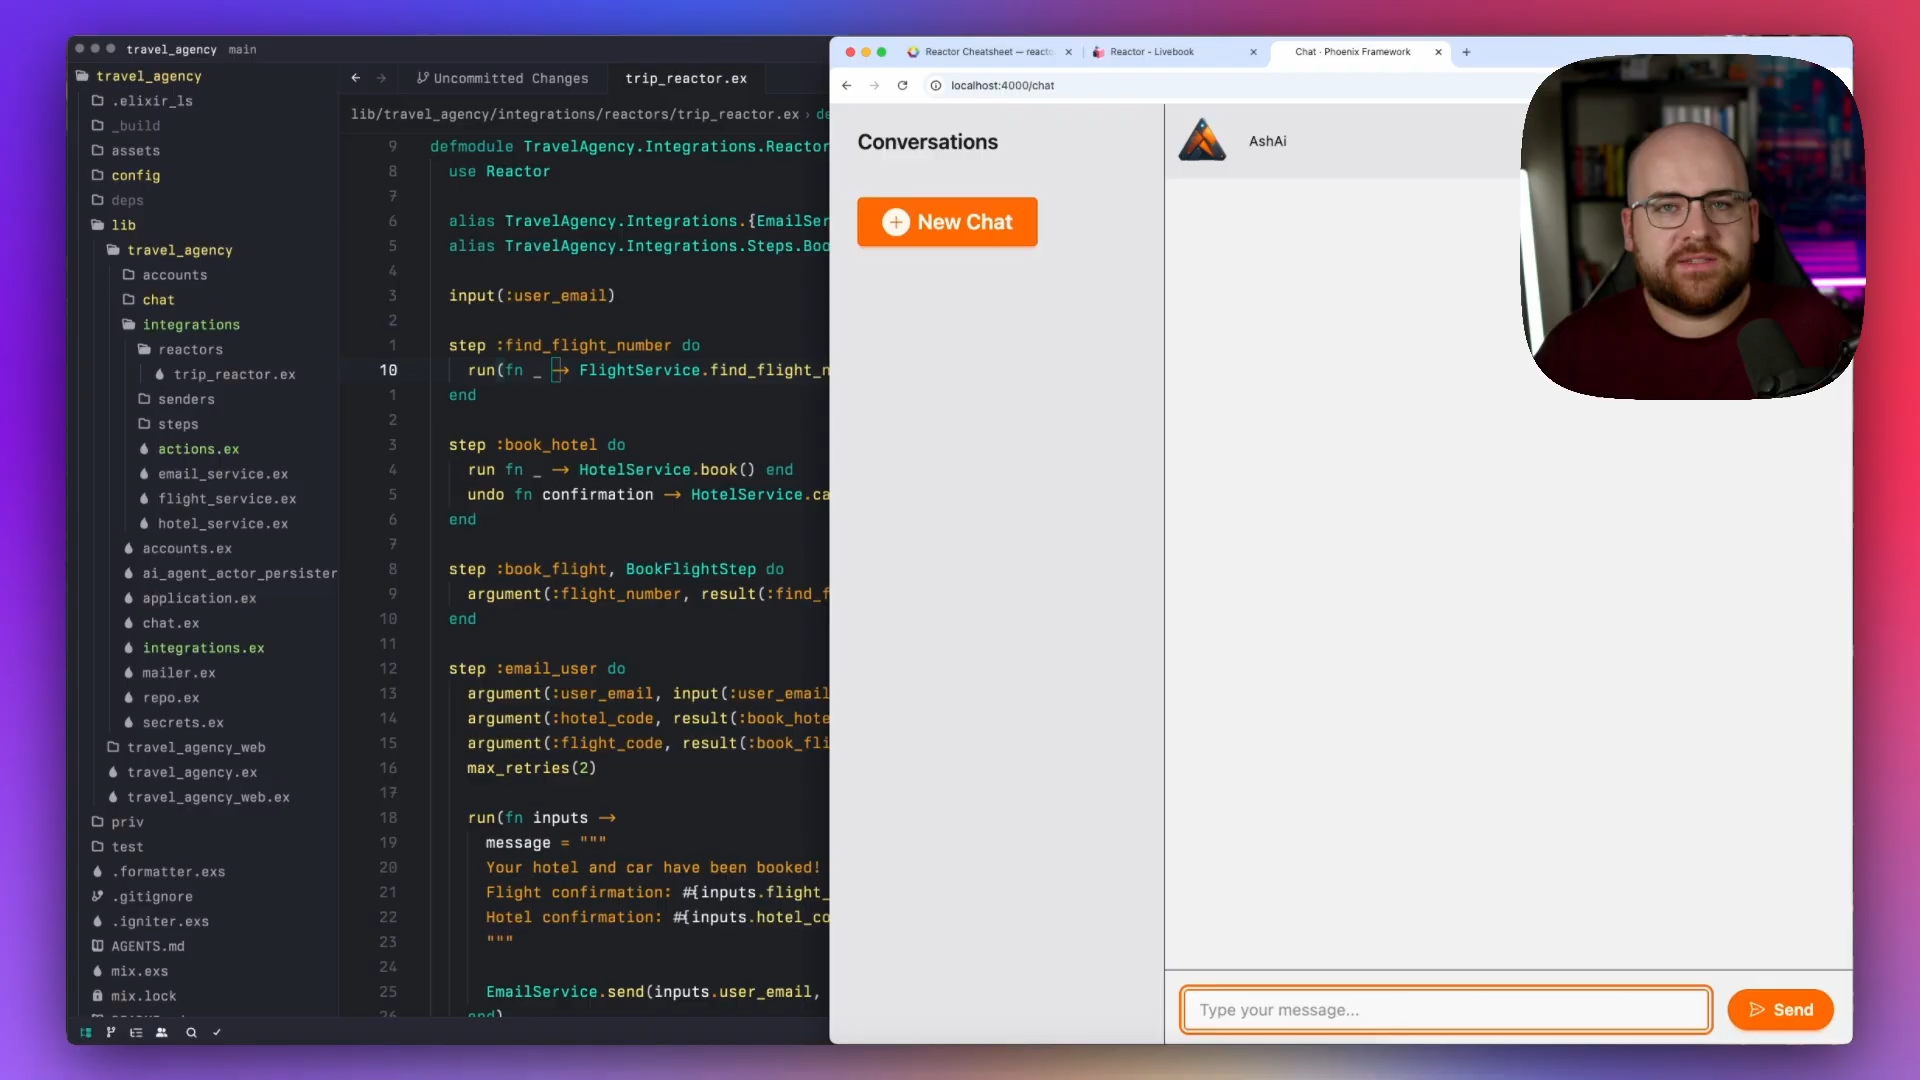 travel_agency main
travel_agency
.elixir_ls
_build
assets
config
deps
lib
travel_agency
accounts
chat
integrations
reactors
trip_reactor.ex
senders
steps
actions.ex
email_service.ex
flight_service.ex
hotel_service.ex
accounts.ex
ai_agent_actor_persister
application.ex
chat.ex
integrations.ex
mailer.ex
repo.ex
secrets.ex
travel_agency_web
travel_agency.ex
travel_agency_web.ex
priv
test
.formatter.exs
.gitignore
.igniter.exs
AGENTS.md
mix.exs
mix.lock
Uncommitted Changes trip_reactor.ex
lib/travel_agency/integrations/reactors/trip_reactor.ex › de
9 defmodule TravelAgency.Integrations.Reactor
8 use Reactor
7
6 alias TravelAgency.Integrations.{EmailSer
5 alias TravelAgency.Integrations.Steps.Boo
4
3 input(:user_email)
2
1 step :find_flight_number do
10 run(fn _ -> FlightService.find_flight_n
1 end
2
3 step :book_hotel do
4 run fn _ -> HotelService.book() end
5 undo fn confirmation -> HotelService.ca
6 end
7
8 step :book_flight, BookFlightStep do
9 argument(:flight_number, result(:find_f
10 end
11
12 step :email_user do
13 argument(:user_email, input(:user_email
14 argument(:hotel_code, result(:book_hote
15 argument(:flight_code, result(:book_fli
16 max_retries(2)
17
18 run(fn inputs ->
19 message = """
20 Your hotel and car have been booked!
21 Flight confirmation: #{inputs.flight_
22 Hotel confirmation: #{inputs.hotel_co
23 """
24
25 EmailService.send(inputs.user_email,
26 end)
Reactor Cheatsheet — reacto
Reactor - Livebook
Chat · Phoenix Framework
localhost:4000/chat
Conversations
New Chat
AshAi
Type your message...
Send